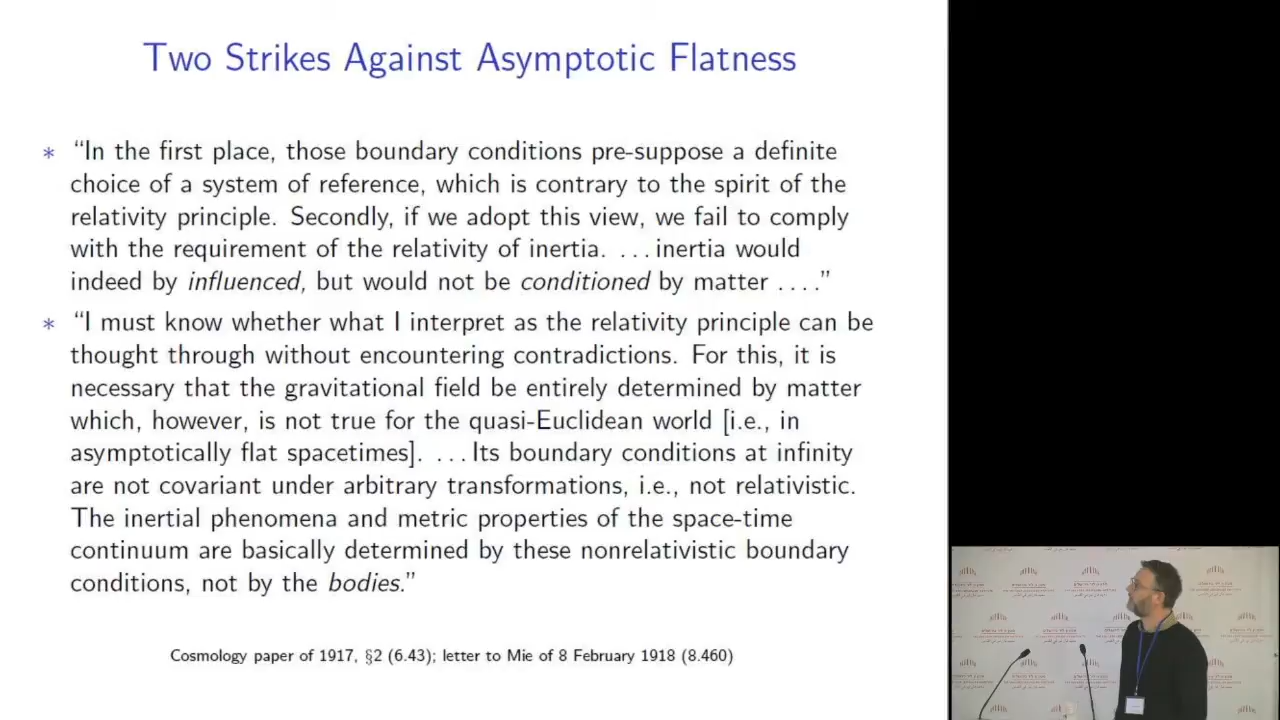 Two Strikes Against Asymptotic Flatness
* “In the first place, those boundary conditions pre-suppose a definite
choice of a system of reference, which is contrary to the spirit of the
relativity principle. Secondly, if we adopt this view, we fail to comply
with the requirement of the relativity of inertia. ...inertia would
indeed by influenced, but would not be conditioned by matter ....”
* “I must know whether what I interpret as the relativity principle can be
thought through without encountering contradictions. For this, it is
necessary that the gravitational field be entirely determined by matter
which, however, is not true for the quasi-Euclidean world [i.e., in
asymptotically flat spacetimes]. ...Its boundary conditions at infinity
are not covariant under arbitrary transformations, i.e., not relativistic.
The inertial phenomena and metric properties of the space-time
continuum are basically determined by these nonrelativistic boundary
conditions, not by the bodies.”
Cosmology paper of 1917, §2 (6.43); letter to Mie of 8 February 1918 (8.460)